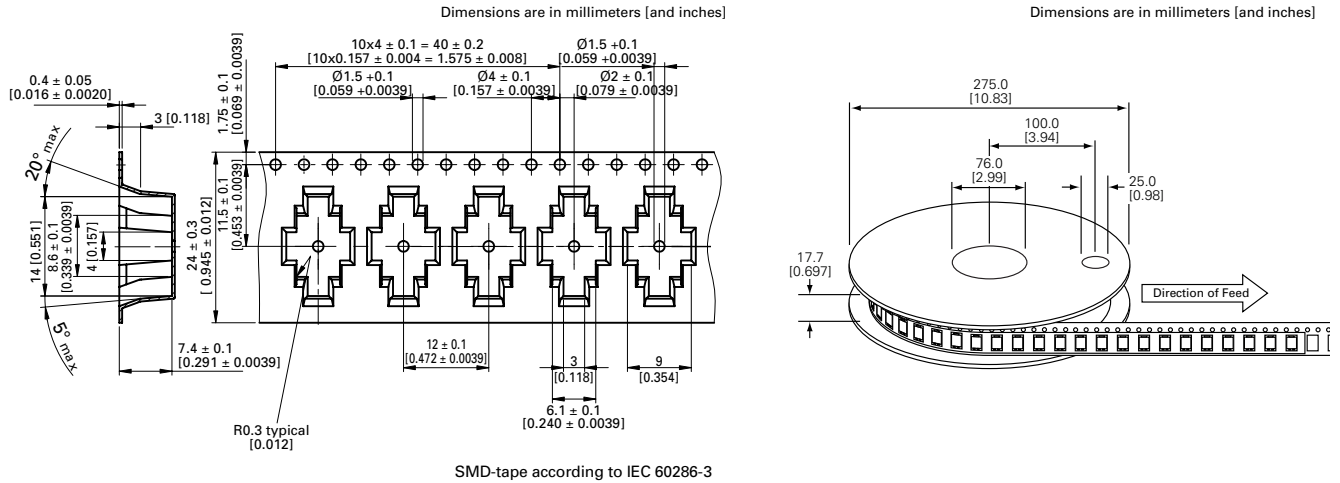 Dimensions are in millimeters [and inches]
10x4 ± 0.1 = 40 ± 0.2
[10x0.157 ± 0.004 = 1.575 ± 0.008]
Ø1.5 +0.1
[0.059 +0.0039]
Ø1.5 +0.1
[0.059 +0.0039]
Ø4 ± 0.1
[0.157 ± 0.0039]
Ø2 ± 0.1
[0.079 ± 0.0039]
1.75 ± 0.1
[0.069 ± 0.0039]
0.4 ± 0.05
[0.016 ± 0.0020]
3 [0.118]
20° max
14 [0.551]
8.6 ± 0.1
[0.339 ± 0.0039]
4 [0.157]
24 ± 0.3
[ 0.945 ± 0.012]
11.5 ± 0.1
[0.453 ± 0.0039]
5° max
7.4 ± 0.1
[0.291 ± 0.0039]
12 ± 0.1
[0.472 ± 0.0039]
3
[0.118]
9
[0.354]
6.1 ± 0.1
[0.240 ± 0.0039]
R0.3 typical
[0.012]
SMD-tape according to IEC 60286-3
Dimensions are in millimeters [and inches]
275.0
[10.83]
100.0
[3.94]
76.0
[2.99]
25.0
[0.98]
17.7
[0.697]
Direction of Feed